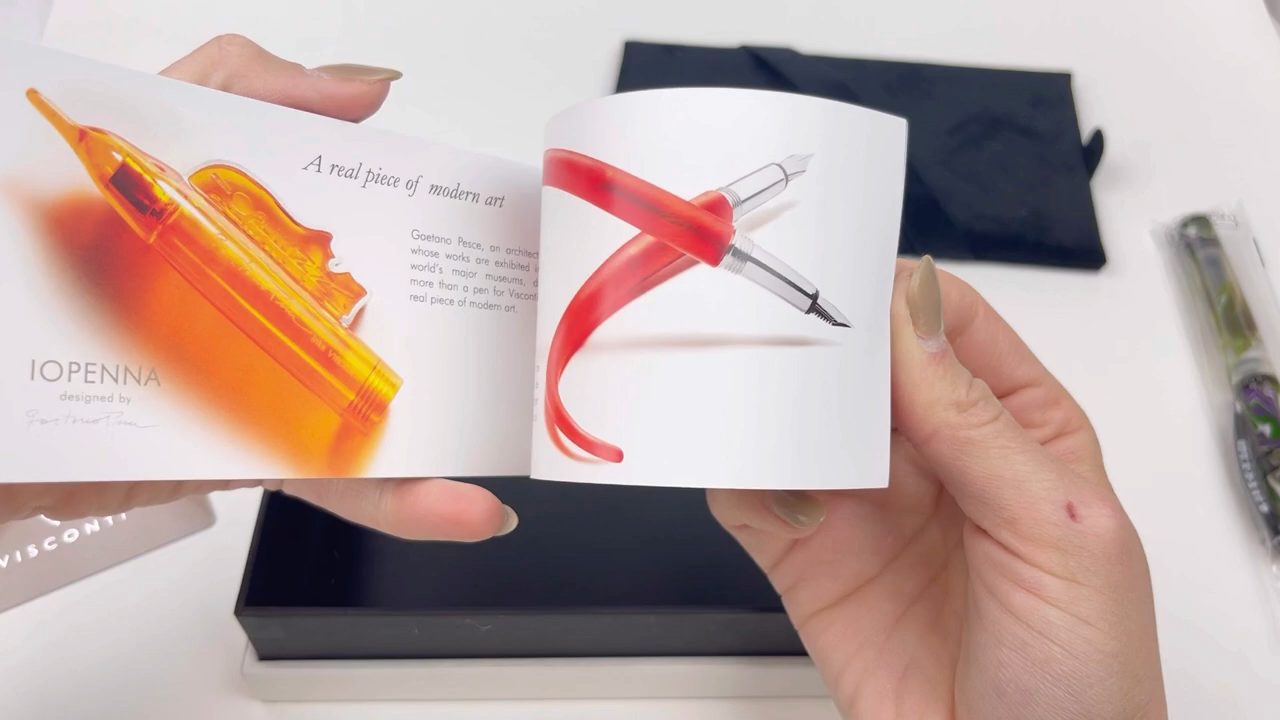 A real piece of modern art
Gaetano Pesce, an architect
whose works are exhibited
world's major museums,
more than a pen for Visconti
real piece of modern art.
IOPENNA
designed by
VISCONTI